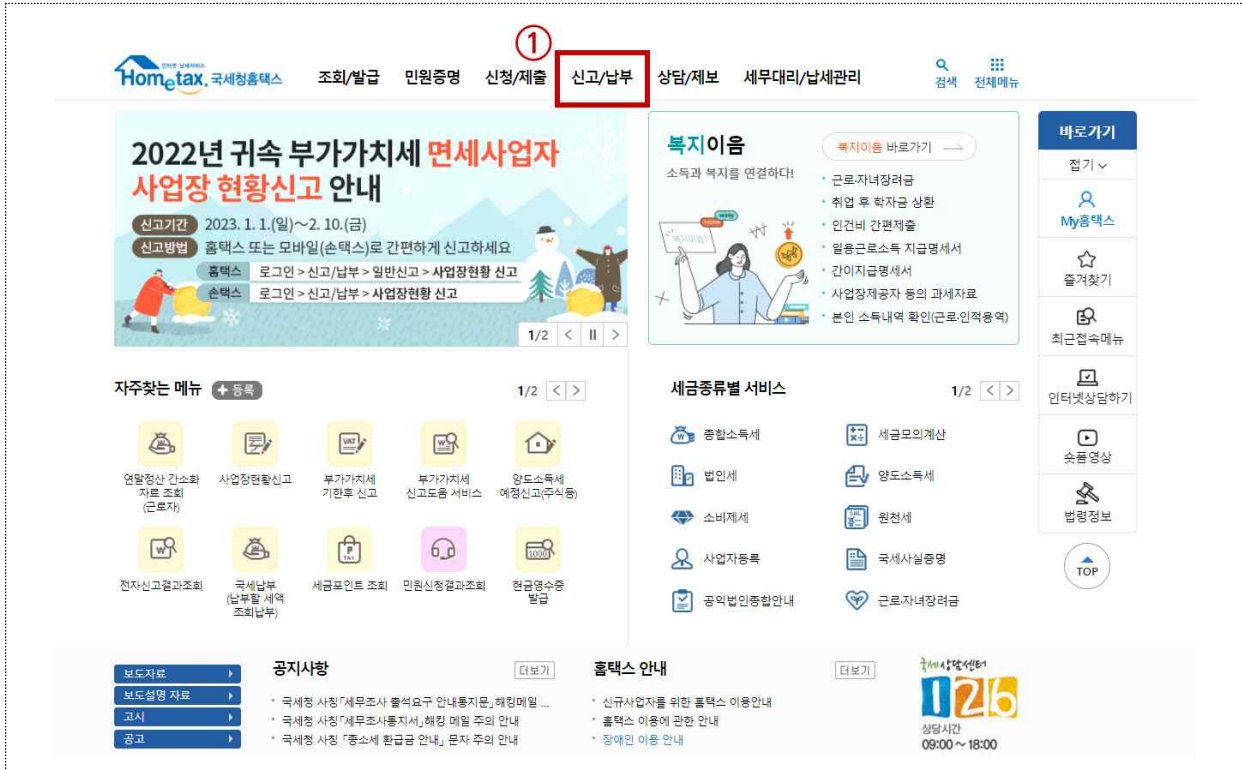 ①
인터넷 납세서비스
Hometax. 국세청홈택스
조회/발급 민원증명 신청/제출 신고/납부 상담/제보 세무대리/납세관리
검색 전체메뉴
2022년 귀속 부가가치세 면세사업자
사업장 현황신고 안내
신고기간 2023. 1. 1.(일)~2. 10.(금)
신고방법 홈택스 또는 모바일(손택스)로 간편하게 신고하세요
홈택스 로그인 > 신고/납부 > 일반신고 > 사업장현황 신고
손택스 로그인 > 신고/납부 > 사업장현황 신고
1/2
복지이음
소득과 복지를 연결하다!
복지이음 바로가기
근로·자녀장려금
취업 후 학자금 상환
인건비 간편제출
일용근로소득 지급명세서
간이지급명세서
사업장제공자 등의 과세자료
본인 소득내역 확인(근로·인적용역)
바로가기
접기
My홈택스
즐겨찾기
최근접속메뉴
인터넷상담하기
숏폼영상
법령정보
TOP
자주찾는 메뉴 + 등록
1/2
연말정산 간소화
자료 조회
(근로자)
사업장현황신고
부가가치세
기한후 신고
부가가치세
신고도움 서비스
양도소득세
예정신고(주식등)
전자신고결과조회
국세납부
(납부할 세액
조회납부)
세금포인트 조회
민원신청결과조회
현금영수증
발급
세금종류별 서비스
1/2
종합소득세 세금모의계산
법인세 양도소득세
소비제세 원천세
사업자등록 국세사실증명
공익법인종합안내 근로·자녀장려금
보도자료
보도설명 자료
고시
공고
공지사항 더보기
국세청 사칭「세무조사 출석요구 안내통지문」해킹메일 ...
국세청 사칭「세무조사통지서」해킹 메일 주의 안내
국세청 사칭 「종소세 환급금 안내」 문자 주의 안내
홈택스 안내 더보기
신규사업자를 위한 홈택스 이용안내
홈택스 이용에 관한 안내
장애인 이용 안내
국세상담센터
126
상담시간
09:00 ~ 18:00